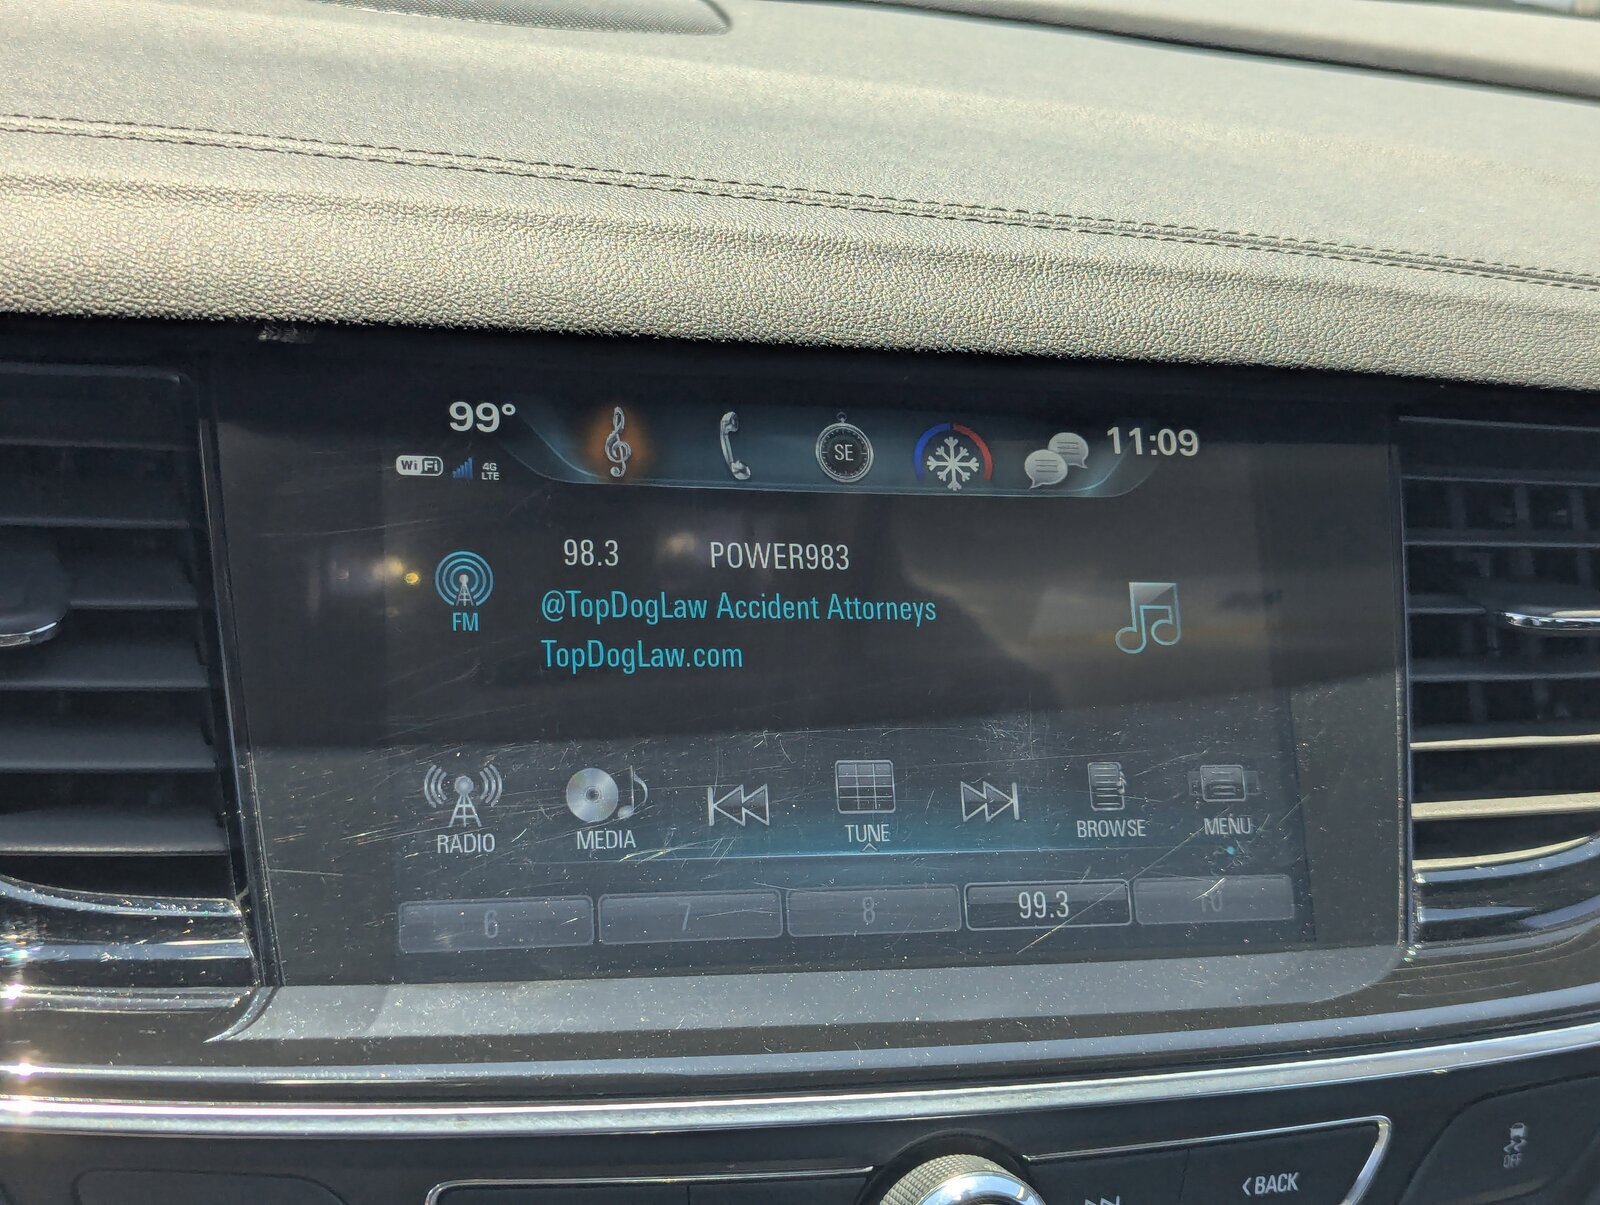 99°
WiFi
4G
LTE
SE
11:09
98.3 POWER983
FM
@TopDogLaw Accident Attorneys
TopDogLaw.com
RADIO
MEDIA
TUNE
BROWSE
MENU
6
7
8
99.3
10
<BACK
OFF